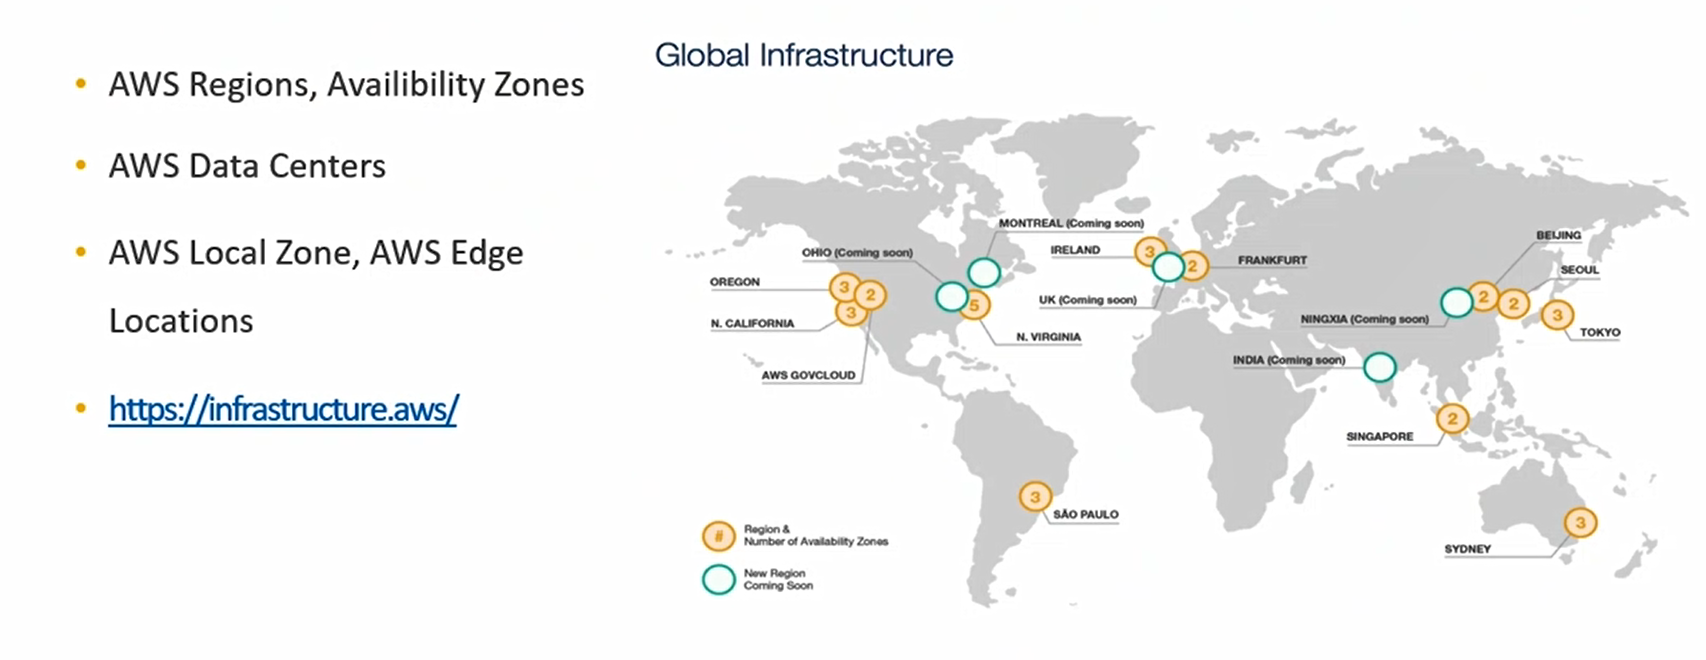 AWS Regions, Availibility Zones
AWS Data Centers
AWS Local Zone, AWS Edge
Locations
https://infrastructure.aws/
Global Infrastructure
MONTREAL (Coming soon)
OHIO (Coming soon)
OREGON
3
2
3
N. CALIFORNIA
AWS GOVCLOUD
5
N. VIRGINIA
IRELAND
3
2
FRANKFURT
UK (Coming soon)
BEIJING
SEOUL
2
2
3
NINGXIA (Coming soon)
TOKYO
INDIA (Coming soon)
2
SINGAPORE
3
SÃO PAULO
3
SYDNEY
#
Region &
Number of Availability Zones
New Region
Coming Soon